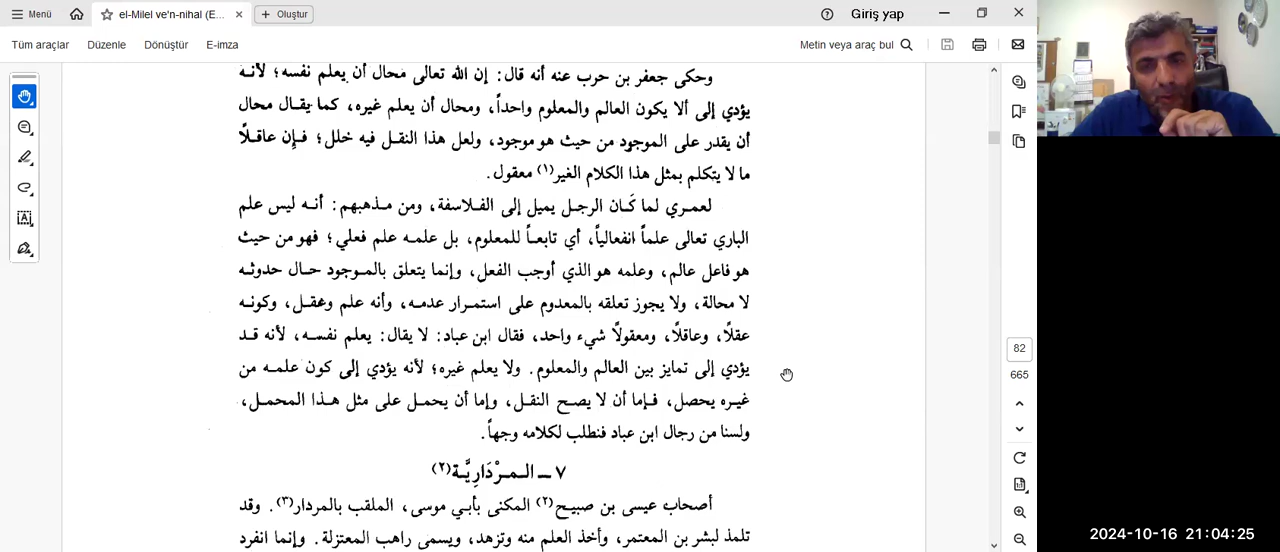 Menü
el-Milel ve'n-nihal (E...
Oluştur
Giriş yap
Tüm araçlar
Düzenle
Dönüştür
E-imza
Metin veya araç bul
وحكى جعفر بن حرب عنه أنه قال: إن الله تعالى محال أن يعلم نفسه؛ لأنه
يؤدي إلى ألا يكون العالم والمعلوم واحداً، ومحال أن يعلم غيره، كما يقال محال
أن يقدر على الموجود من حيث هو موجود، ولعل هذا النقل فيه خلل؛ فإن عاقلًا
ما لا يتكلم بمثل هذا الكلام الغير(١) معقول.
لعمري لما كَان الرجل يميل إلى الفلاسفة، ومن مذهبهم: أنه ليس علم
الباري تعالى علماً انفعالياً، أي تابعاً للمعلوم، بل علمه علم فعلي؛ فهو من حيث
هو فاعل عالم، وعلمه هو الذي أوجب الفعل، وإنما يتعلق بالموجود حال حدوثه
لا محالة، ولا يجوز تعلقه بالمعدوم على استمرار عدمه، وأنه علم وعقل، وكونه
عقلًا، وعاقلًا، ومعقولًا شيء واحد، فقال ابن عباد: لا يقال: يعلم نفسه، لأنه قد
يؤدي إلى تمايز بين العالم والمعلوم. ولا يعلم غيره؛ لأنه يؤدي إلى كون علمه من
غيره يحصل، فإما أن لا يصح النقل، وإما أن يحمل على مثل هذا المحمل،
ولسنا من رجال ابن عباد فنطلب لكلامه وجهاً.
٧ ــ المرْدَارِيَّة(٢)
أصحاب عيسى بن صبيح(٢) المكنى بأبي موسى، الملقب بالمردار(٣). وقد
تلمذ لبشر بن المعتمر، وأخذ العلم منه وتزهد، ويسمى راهب المعتزلة. وإنما انفرد
82
665
2024-10-16 21:04:25